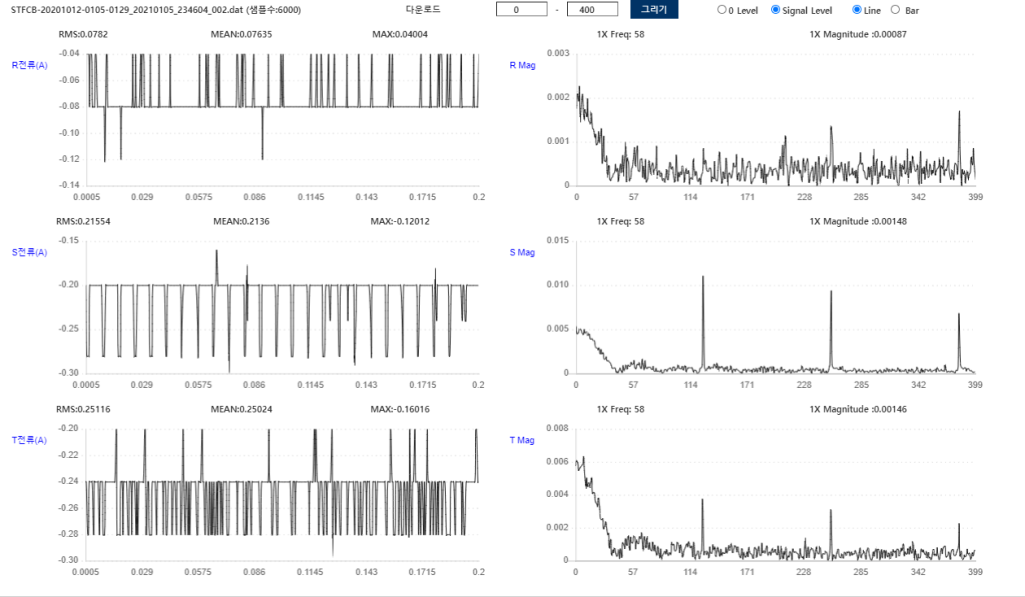 STFCB-20201012-0105-0129_20210105_234604_002.dat (샘플수:6000) 다운로드 0 - 400 그리기 0 Level Signal Level Line Bar
RMS:0.0782 MEAN:0.07635 MAX:0.04004 1X Freq: 58 1X Magnitude :0.00087
R전류(A) R Mag
-0.04
-0.06
-0.08
-0.10
-0.12
-0.14
0.0005 0.029 0.0575 0.086 0.1145 0.143 0.1715 0.2
0.003
0.002
0.001
0
0 57 114 171 228 285 342 399
RMS:0.21554 MEAN:0.2136 MAX:-0.12012 1X Freq: 58 1X Magnitude :0.00148
S전류(A) S Mag
-0.15
-0.20
-0.25
-0.30
0.0005 0.029 0.0575 0.086 0.1145 0.143 0.1715 0.2
0.015
0.010
0.005
0
0 57 114 171 228 285 342 399
RMS:0.25116 MEAN:0.25024 MAX:-0.16016 1X Freq: 58 1X Magnitude :0.00146
T전류(A) T Mag
-0.20
-0.22
-0.24
-0.26
-0.28
-0.30
0.0005 0.029 0.0575 0.086 0.1145 0.143 0.1715 0.2
0.008
0.006
0.004
0.002
0
0 57 114 171 228 285 342 399